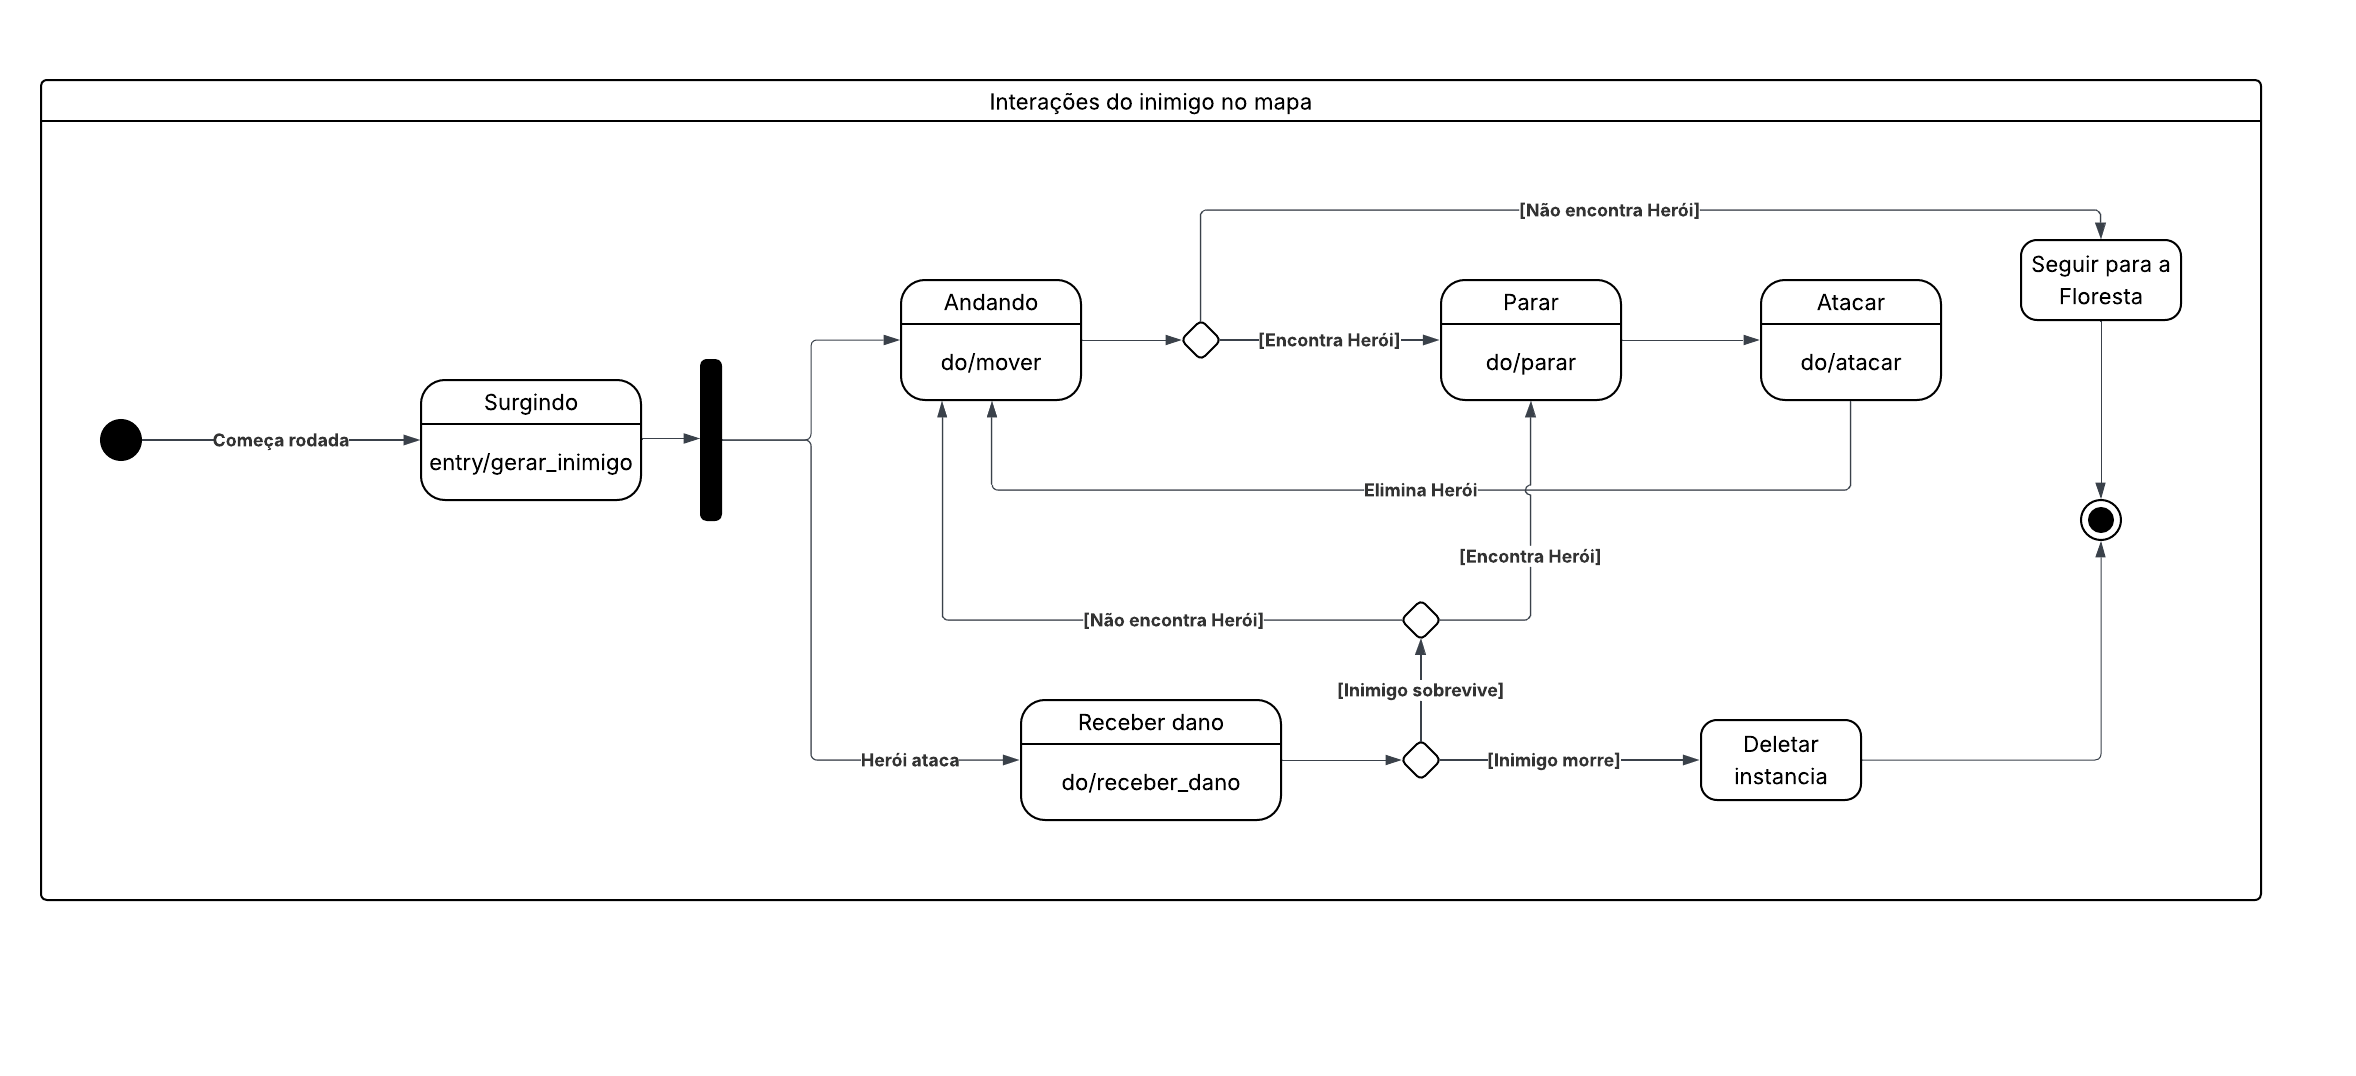 Interações do inimigo no mapa
[Não encontra Herói]
Seguir para a
Floresta
Andando
do/mover
[Encontra Herói]
Parar
do/parar
Atacar
do/atacar
Começa rodada
Surgindo
entry/gerar_inimigo
Elimina Herói
[Encontra Herói]
[Não encontra Herói]
[Inimigo sobrevive]
Herói ataca
Receber dano
do/receber_dano
[Inimigo morre]
Deletar
instancia